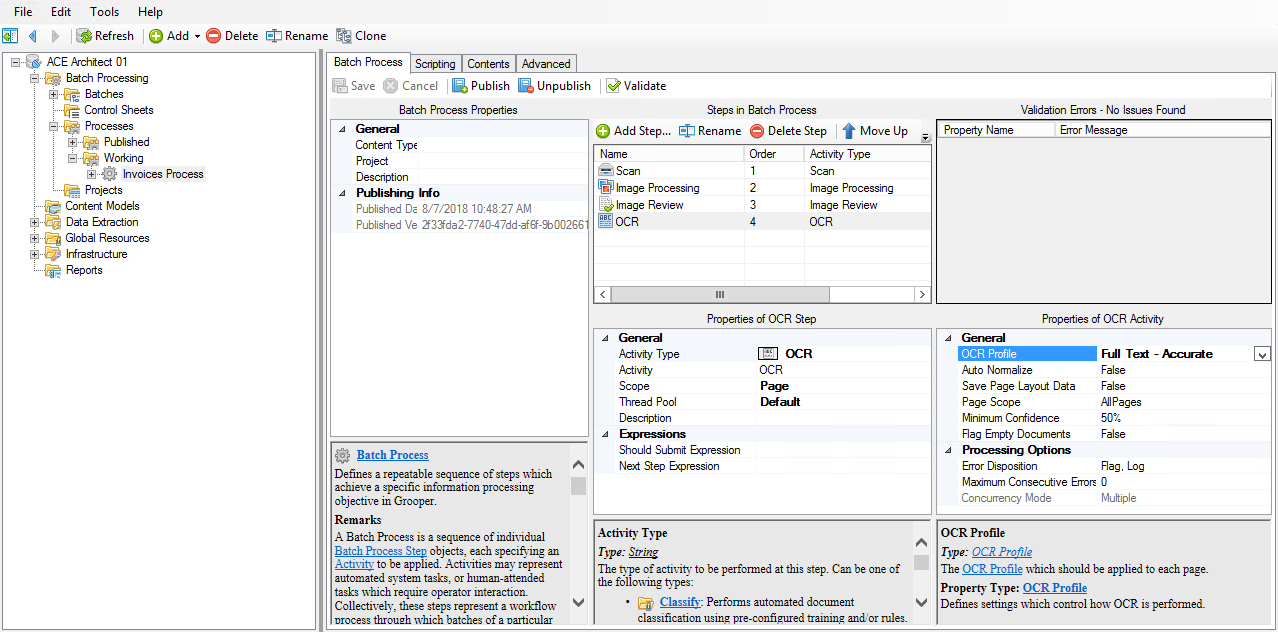 File Edit Tools Help
Refresh Add Delete Rename Clone
ACE Architect 01
Batch Processing
Batches
Control Sheets
Processes
Published
Working
Invoices Process
Projects
Content Models
Data Extraction
Global Resources
Infrastructure
Reports
Batch Process Scripting Contents Advanced
Save Cancel Publish Unpublish Validate
Batch Process Properties
General
Content Type
Project
Description
Publishing Info
Published Da 8/7/2018 10:48:27 AM
Published Ve 2f33fda2-7740-47dd-af6f-9b002661
Batch Process
Defines a repeatable sequence of steps which
achieve a specific information processing
objective in Grooper.
Remarks
A Batch Process is a sequence of individual
Batch Process Step objects, each specifying an
Activity to be applied. Activities may represent
automated system tasks, or human-attended
tasks which require operator interaction.
Collectively, these steps represent a workflow
process through which batches of a particular
Steps in Batch Process
Add Step... Rename Delete Step Move Up
Name Order Activity Type
Scan 1 Scan
Image Processing 2 Image Processing
Image Review 3 Image Review
OCR 4 OCR
Properties of OCR Step
General
Activity Type OCR
Activity OCR
Scope Page
Thread Pool Default
Description
Expressions
Should Submit Expression
Next Step Expression
Activity Type
Type: String
The type of activity to be performed at this step. Can be one of
the following types:
• Classify: Performs automated document
classification using pre-configured training and/or rules.
Validation Errors - No Issues Found
Property Name Error Message
Properties of OCR Activity
General
OCR Profile Full Text - Accurate
Auto Normalize False
Save Page Layout Data False
Page Scope AllPages
Minimum Confidence 50%
Flag Empty Documents False
Processing Options
Error Disposition Flag, Log
Maximum Consecutive Errors 0
Concurrency Mode Multiple
OCR Profile
Type: OCR Profile
The OCR Profile which should be applied to each page.
Property Type: OCR Profile
Defines settings which control how OCR is performed.